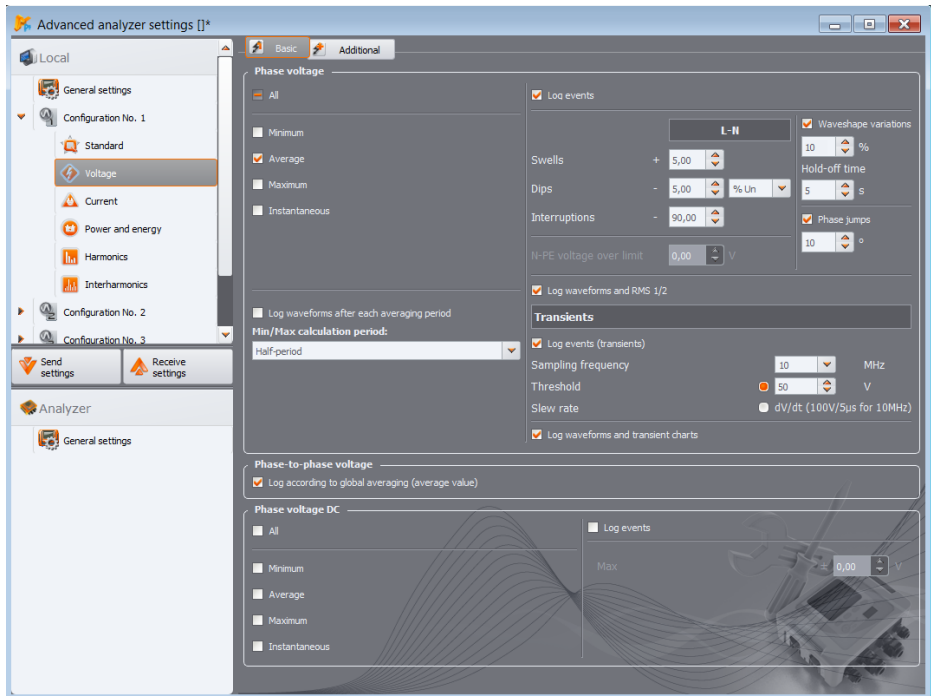 Advanced analyzer settings []*
Local
General settings
Configuration No. 1
Standard
Voltage
Current
Power and energy
Harmonics
Interharmonics
Configuration No. 2
Configuration No. 3
Send settings
Receive settings
Analyzer
General settings
Basic
Additional
Phase voltage
All
Minimum
Average
Maximum
Instantaneous
Log waveforms after each averaging period
Min/Max calculation period:
Half-period
Log events
L-N
Swells + 5,00
Dips - 5,00 % Un
Interruptions - 90,00
N-PE voltage over limit 0,00 V
Waveshape variations
10 %
Hold-off time
5 s
Phase jumps
10 °
Log waveforms and RMS 1/2
Transients
Log events (transients)
Sampling frequency 10 MHz
Threshold 50 V
Slew rate dV/dt (100V/5µs for 10MHz)
Log waveforms and transient charts
Phase-to-phase voltage
Log according to global averaging (average value)
Phase voltage DC
All
Minimum
Average
Maximum
Instantaneous
Log events
Max ± 0,00 V